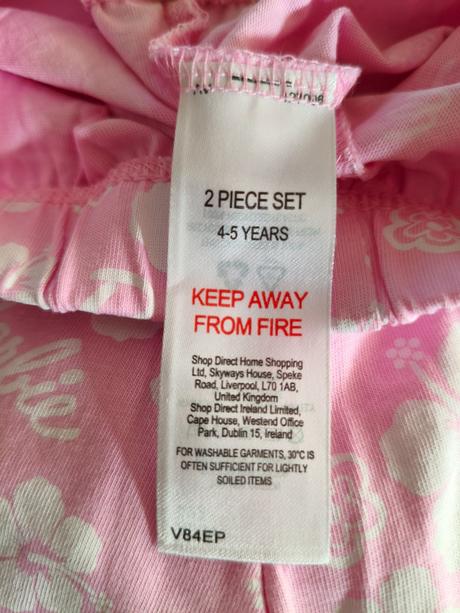 2 PIECE SET
4-5 YEARS
KEEP AWAY
FROM FIRE
Shop Direct Home Shopping
Ltd, Skyways House, Speke
Road, Liverpool, L70 1AB,
United Kingdom
Shop Direct Ireland Limited,
Cape House, Westend Office
Park, Dublin 15, Ireland
FOR WASHABLE GARMENTS, 30°C IS
OFTEN SUFFICIENT FOR LIGHTLY
SOILED ITEMS
V84EP